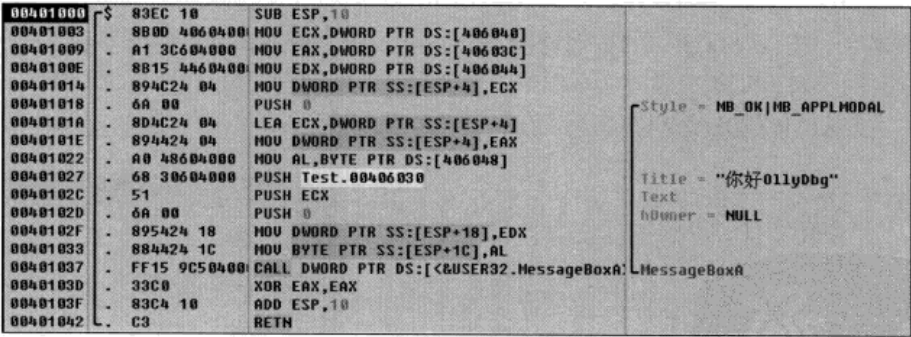 00401000 $ 83EC 10 SUB ESP,10
00401003 . 8B0D 40604000 MOV ECX,DWORD PTR DS:[406040]
00401009 . A1 3C604000 MOV EAX,DWORD PTR DS:[40603C]
0040100E . 8B15 44604000 MOV EDX,DWORD PTR DS:[406044]
00401014 . 894C24 04 MOV DWORD PTR SS:[ESP+4],ECX
00401018 . 6A 00 PUSH 0 Style = MB_OK|MB_APPLMODAL
0040101A . 8D4C24 04 LEA ECX,DWORD PTR SS:[ESP+4]
0040101E . 894424 04 MOV DWORD PTR SS:[ESP+4],EAX
00401022 . A0 48604000 MOV AL,BYTE PTR DS:[406048]
00401027 . 68 30604000 PUSH Test.00406030 Title = "你好OllyDbg"
0040102C . 51 PUSH ECX Text
0040102D . 6A 00 PUSH 0 hOwner = NULL
0040102F . 895424 18 MOV DWORD PTR SS:[ESP+18],EDX
00401033 . 884424 1C MOV BYTE PTR SS:[ESP+1C],AL
00401037 . FF15 9C504000 CALL DWORD PTR DS:[<&USER32.MessageBoxA>] MessageBoxA
0040103D . 33C0 XOR EAX,EAX
0040103F . 83C4 10 ADD ESP,10
00401042 . C3 RETN